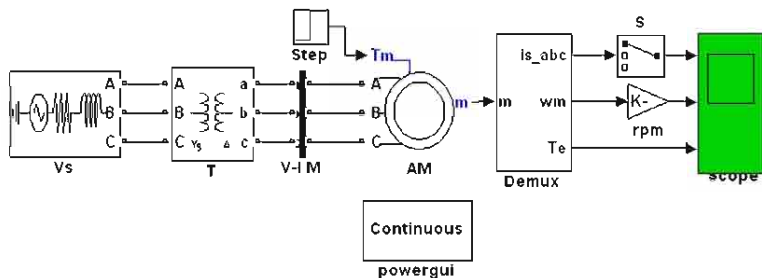 Step
S
Tm
is_abc
A
A
a
A
B
B
b
B
m
m
wm
K-
rpm
C
C
Y
Δ
c
C
Te
Vs
T
V-I M
AM
Demux
scope
Continuous
powergui